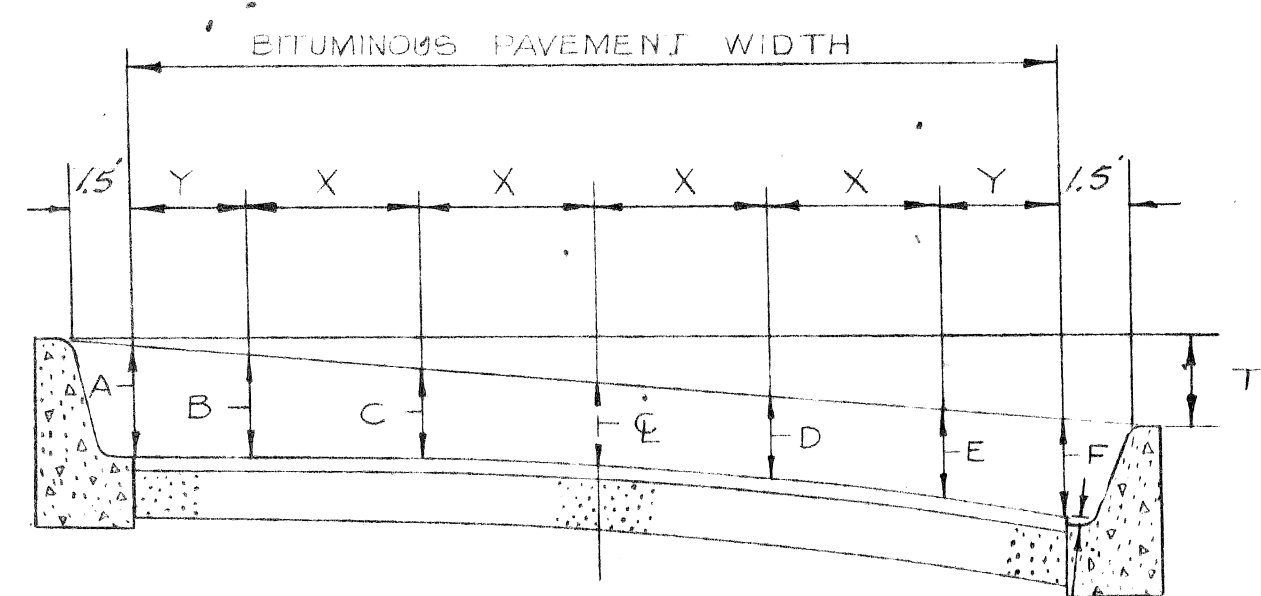 BITUMINOUS PAVEMENT WIDTH
1.5' Y X X X X Y 1.5'
T
A
B
C
℄
D
E
F